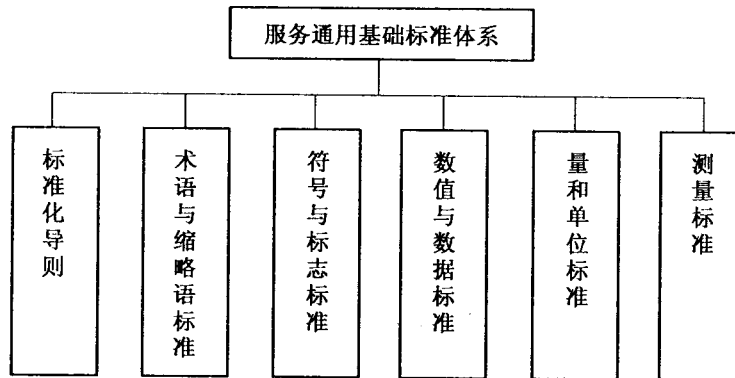 服务通用基础标准体系
标准化导则
术语与缩略语标准
符号与标志标准
数值与数据标准
量和单位标准
测量标准